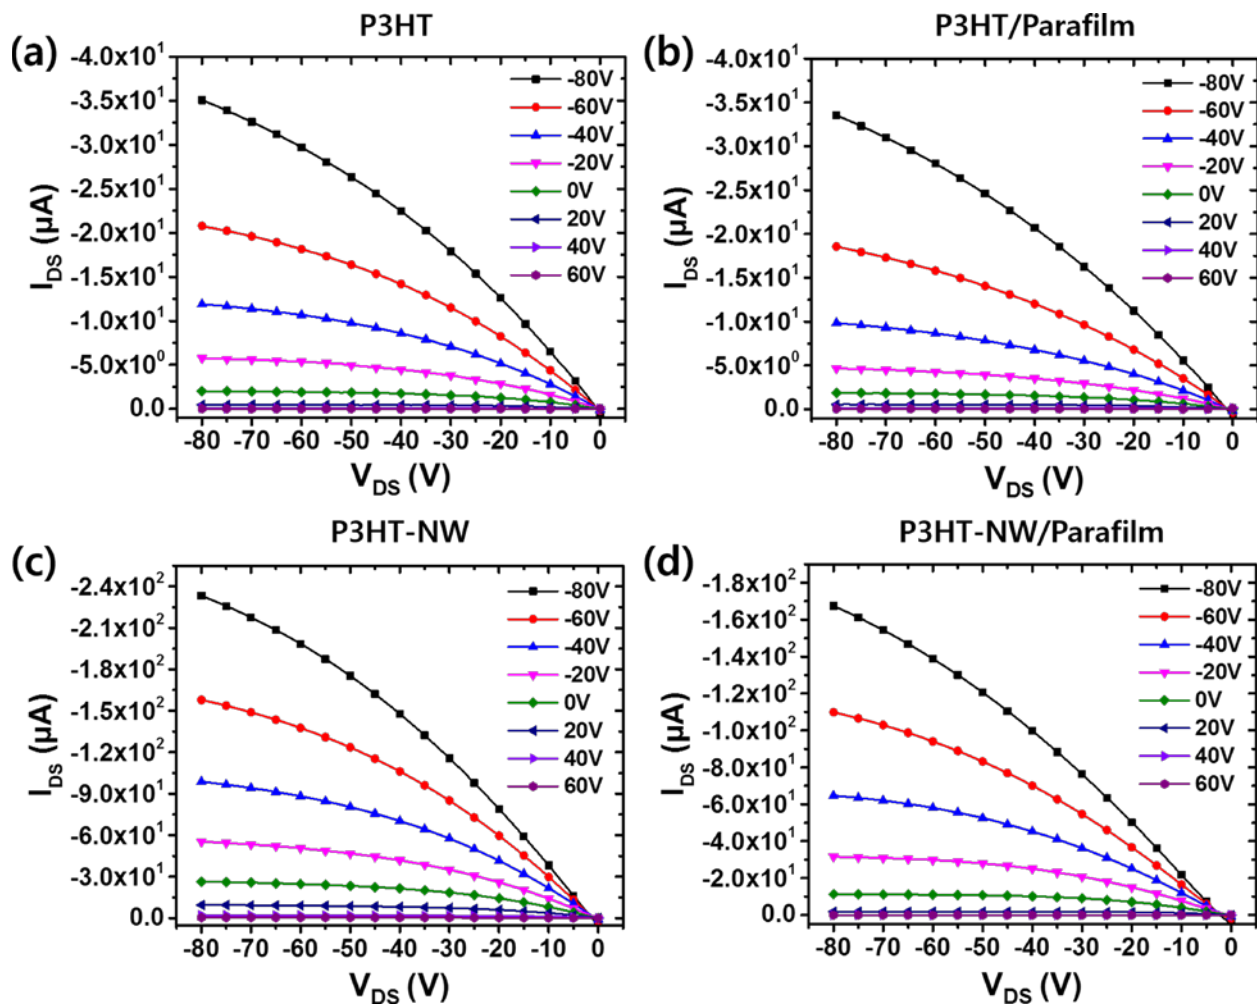 P3HT
(a)
-4.0x10¹
-3.5x10¹
-3.0x10¹
-2.5x10¹
-2.0x10¹
-1.5x10¹
-1.0x10¹
-5.0x10⁰
0.0
I_DS (µA)
-80V
-60V
-40V
-20V
0V
20V
40V
60V
-80 -70 -60 -50 -40 -30 -20 -10 0
V_DS (V)
P3HT/Parafilm
(b)
-4.0x10¹
-3.5x10¹
-3.0x10¹
-2.5x10¹
-2.0x10¹
-1.5x10¹
-1.0x10¹
-5.0x10⁰
0.0
I_DS (µA)
-80V
-60V
-40V
-20V
0V
20V
40V
60V
-80 -70 -60 -50 -40 -30 -20 -10 0
V_DS (V)
P3HT-NW
(c)
-2.4x10²
-2.1x10²
-1.8x10²
-1.5x10²
-1.2x10²
-9.0x10¹
-6.0x10¹
-3.0x10¹
0.0
I_DS (µA)
-80V
-60V
-40V
-20V
0V
20V
40V
60V
-80 -70 -60 -50 -40 -30 -20 -10 0
V_DS (V)
P3HT-NW/Parafilm
(d)
-1.8x10²
-1.6x10²
-1.4x10²
-1.2x10²
-1.0x10²
-8.0x10¹
-6.0x10¹
-4.0x10¹
-2.0x10¹
0.0
I_DS (µA)
-80V
-60V
-40V
-20V
0V
20V
40V
60V
-80 -70 -60 -50 -40 -30 -20 -10 0
V_DS (V)